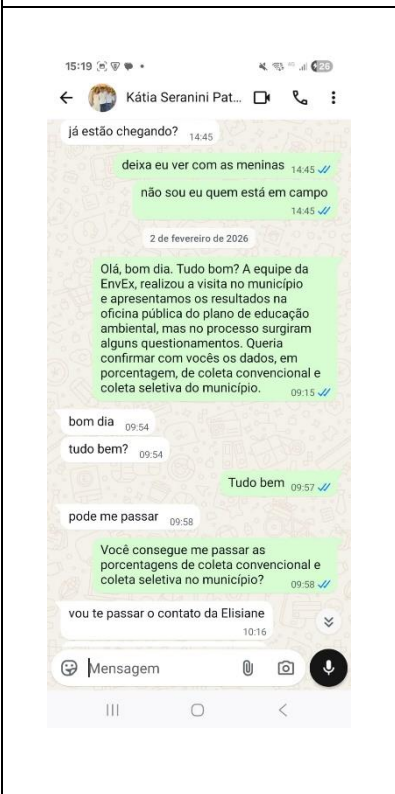 15:19
26
Kátia Seranini Pat...
já estão chegando? 14:45
deixa eu ver com as meninas 14:45
não sou eu quem está em campo
14:45
2 de fevereiro de 2026
Olá, bom dia. Tudo bom? A equipe da
EnvEx, realizou a visita no município
e apresentamos os resultados na
oficina pública do plano de educação
ambiental, mas no processo surgiram
alguns questionamentos. Queria
confirmar com vocês os dados, em
porcentagem, de coleta convencional e
coleta seletiva do município. 09:15
bom dia 09:54
tudo bem? 09:54
Tudo bem 09:57
pode me passar 09:58
Você consegue me passar as
porcentagens de coleta convencional e
coleta seletiva no município? 09:58
vou te passar o contato da Elisiane
10:16
Mensagem